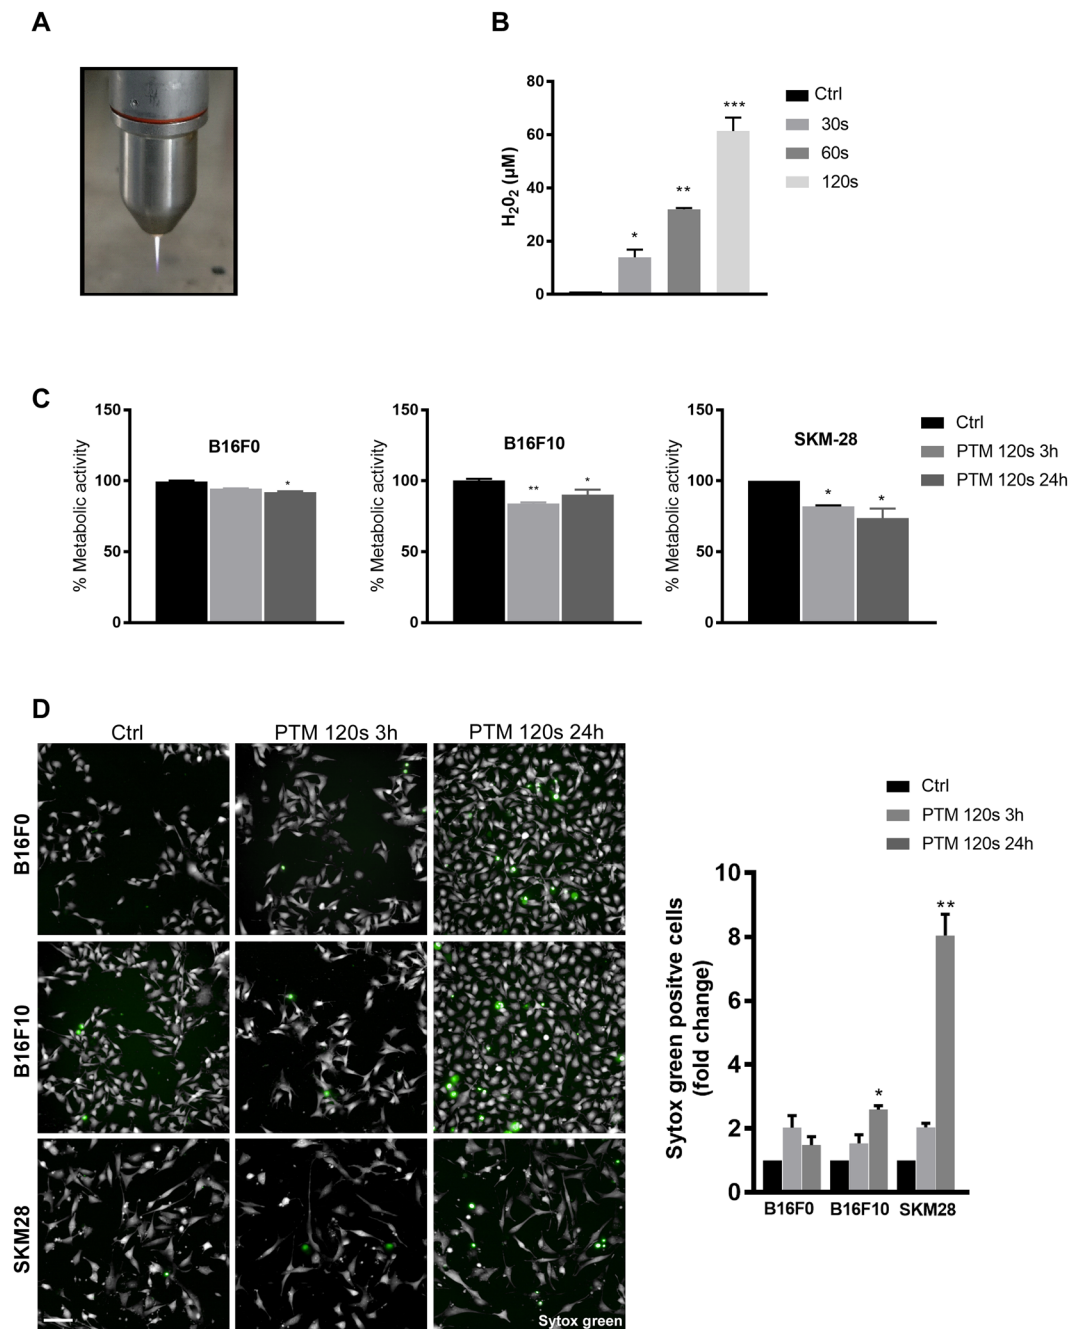 A
B
80
60
40
20
0
H202 (µM)
*
**
***
Ctrl
30s
60s
120s
C
150
100
50
0
% Metabolic activity
B16F0
*
150
100
50
0
% Metabolic activity
B16F10
**
*
150
100
50
0
% Metabolic activity
SKM-28
*
*
Ctrl
PTM 120s 3h
PTM 120s 24h
D
Ctrl
PTM 120s 3h
PTM 120s 24h
B16F0
B16F10
SKM28
Sytox green
Ctrl
PTM 120s 3h
PTM 120s 24h
10
8
6
4
2
0
Sytox green positve cells
(fold change)
*
**
B16F0
B16F10
SKM28